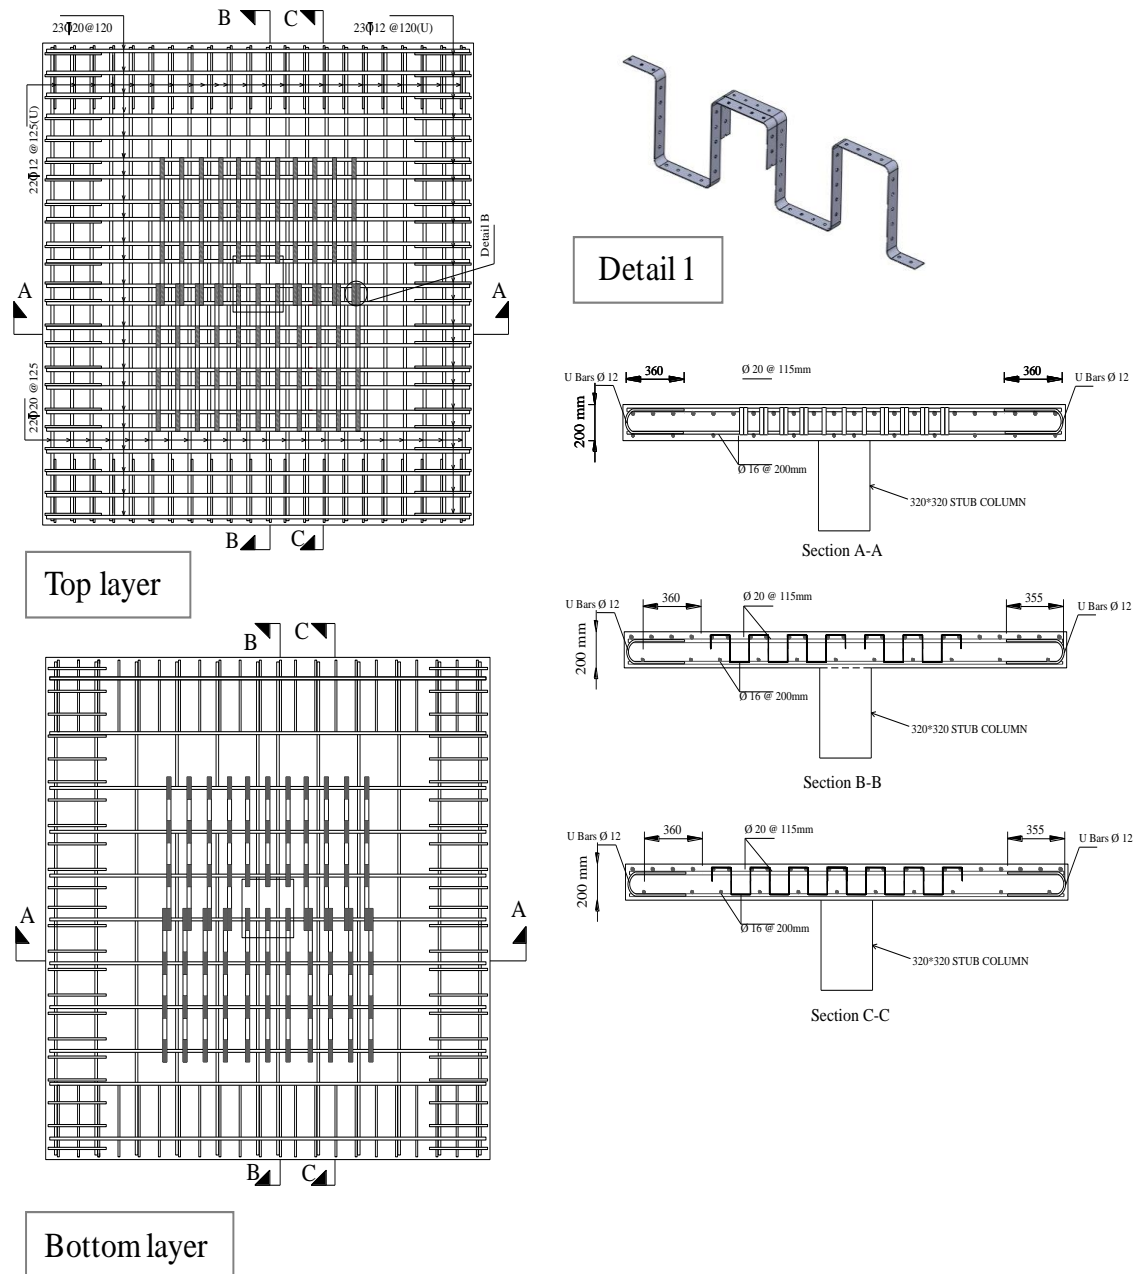 B
C
23Φ20@120
23Φ12 @120(U)
22Φ12 @125(U)
Detail B
A
A
22Φ20 @125
B
C
Top layer
Detail 1
360
Ø 20 @ 115mm
360
U Bars Ø 12
U Bars Ø 12
200 mm
Ø 16 @ 200mm
320*320 STUB COLUMN
Section A-A
360
Ø 20 @ 115mm
355
U Bars Ø 12
U Bars Ø 12
200 mm
Ø 16 @ 200mm
320*320 STUB COLUMN
Section B-B
360
Ø 20 @ 115mm
355
U Bars Ø 12
U Bars Ø 12
200 mm
Ø 16 @ 200mm
320*320 STUB COLUMN
Section C-C
B
C
A
A
B
C
Bottom layer